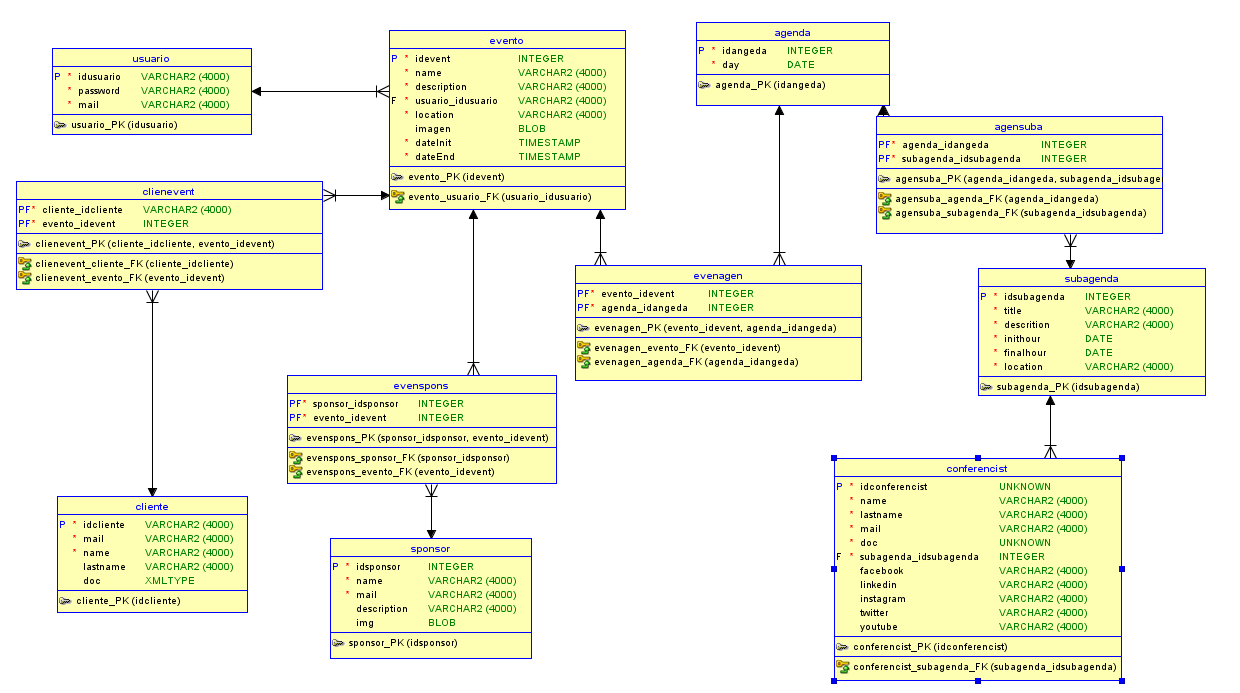 usuario
P * idusuario VARCHAR2 (4000)
* password VARCHAR2 (4000)
* mail VARCHAR2 (4000)
usuario_PK (idusuario)
evento
P * idevent INTEGER
* name VARCHAR2 (4000)
* description VARCHAR2 (4000)
F * usuario_idusuario VARCHAR2 (4000)
* location VARCHAR2 (4000)
imagen BLOB
* dateInit TIMESTAMP
* dateEnd TIMESTAMP
evento_PK (idevent)
evento_usuario_FK (usuario_idusuario)
agenda
P * idangeda INTEGER
* day DATE
agenda_PK (idangeda)
agensuba
PF* agenda_idangeda INTEGER
PF* subagenda_idsubagenda INTEGER
agensuba_PK (agenda_idangeda, subagenda_idsubage
agensuba_agenda_FK (agenda_idangeda)
agensuba_subagenda_FK (subagenda_idsubagenda)
clienevent
PF* cliente_idcliente VARCHAR2 (4000)
PF* evento_idevent INTEGER
clienevent_PK (cliente_idcliente, evento_idevent)
clienevent_cliente_FK (cliente_idcliente)
clienevent_evento_FK (evento_idevent)
evenagen
PF* evento_idevent INTEGER
PF* agenda_idangeda INTEGER
evenagen_PK (evento_idevent, agenda_idangeda)
evenagen_evento_FK (evento_idevent)
evenagen_agenda_FK (agenda_idangeda)
subagenda
P * idsubagenda INTEGER
* title VARCHAR2 (4000)
* descrition VARCHAR2 (4000)
* inithour DATE
* finalhour DATE
* location VARCHAR2 (4000)
subagenda_PK (idsubagenda)
evenspons
PF* sponsor_idsponsor INTEGER
PF* evento_idevent INTEGER
evenspons_PK (sponsor_idsponsor, evento_idevent)
evenspons_sponsor_FK (sponsor_idsponsor)
evenspons_evento_FK (evento_idevent)
conferencist
P * idconferencist UNKNOWN
* name VARCHAR2 (4000)
* lastname VARCHAR2 (4000)
* mail VARCHAR2 (4000)
* doc UNKNOWN
F * subagenda_idsubagenda INTEGER
facebook VARCHAR2 (4000)
linkedin VARCHAR2 (4000)
instagram VARCHAR2 (4000)
twitter VARCHAR2 (4000)
youtube VARCHAR2 (4000)
conferencist_PK (idconferencist)
conferencist_subagenda_FK (subagenda_idsubagenda)
cliente
P * idcliente VARCHAR2 (4000)
* mail VARCHAR2 (4000)
* name VARCHAR2 (4000)
lastname VARCHAR2 (4000)
doc XMLTYPE
cliente_PK (idcliente)
sponsor
P * idsponsor INTEGER
* name VARCHAR2 (4000)
* mail VARCHAR2 (4000)
description VARCHAR2 (4000)
img BLOB
sponsor_PK (idsponsor)